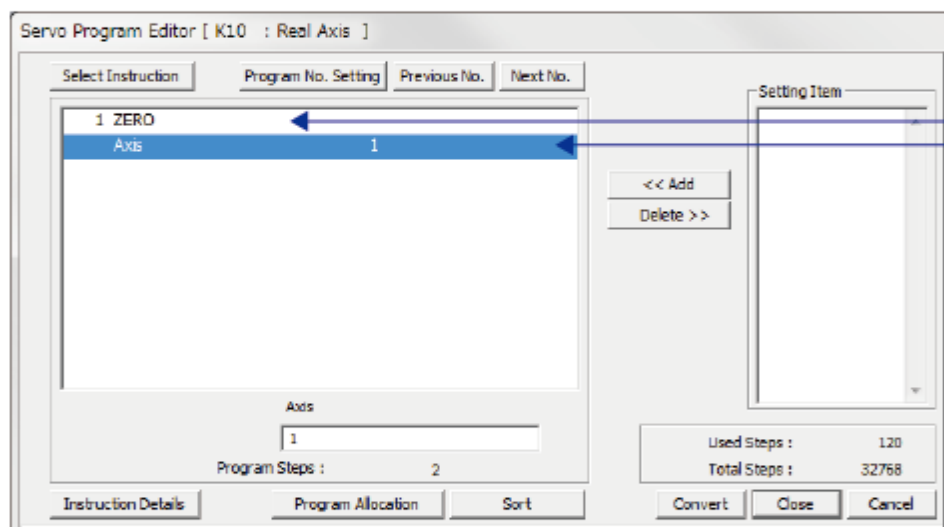 Servo Program Editor [ K10 : Real Axis ]
Select Instruction Program No. Setting Previous No. Next No.
Setting Item
1 ZERO
Axis 1
<< Add
Delete >>
Axis
1
Program Steps : 2
Used Steps : 120
Total Steps : 32768
Instruction Details Program Allocation Sort Convert Close Cancel